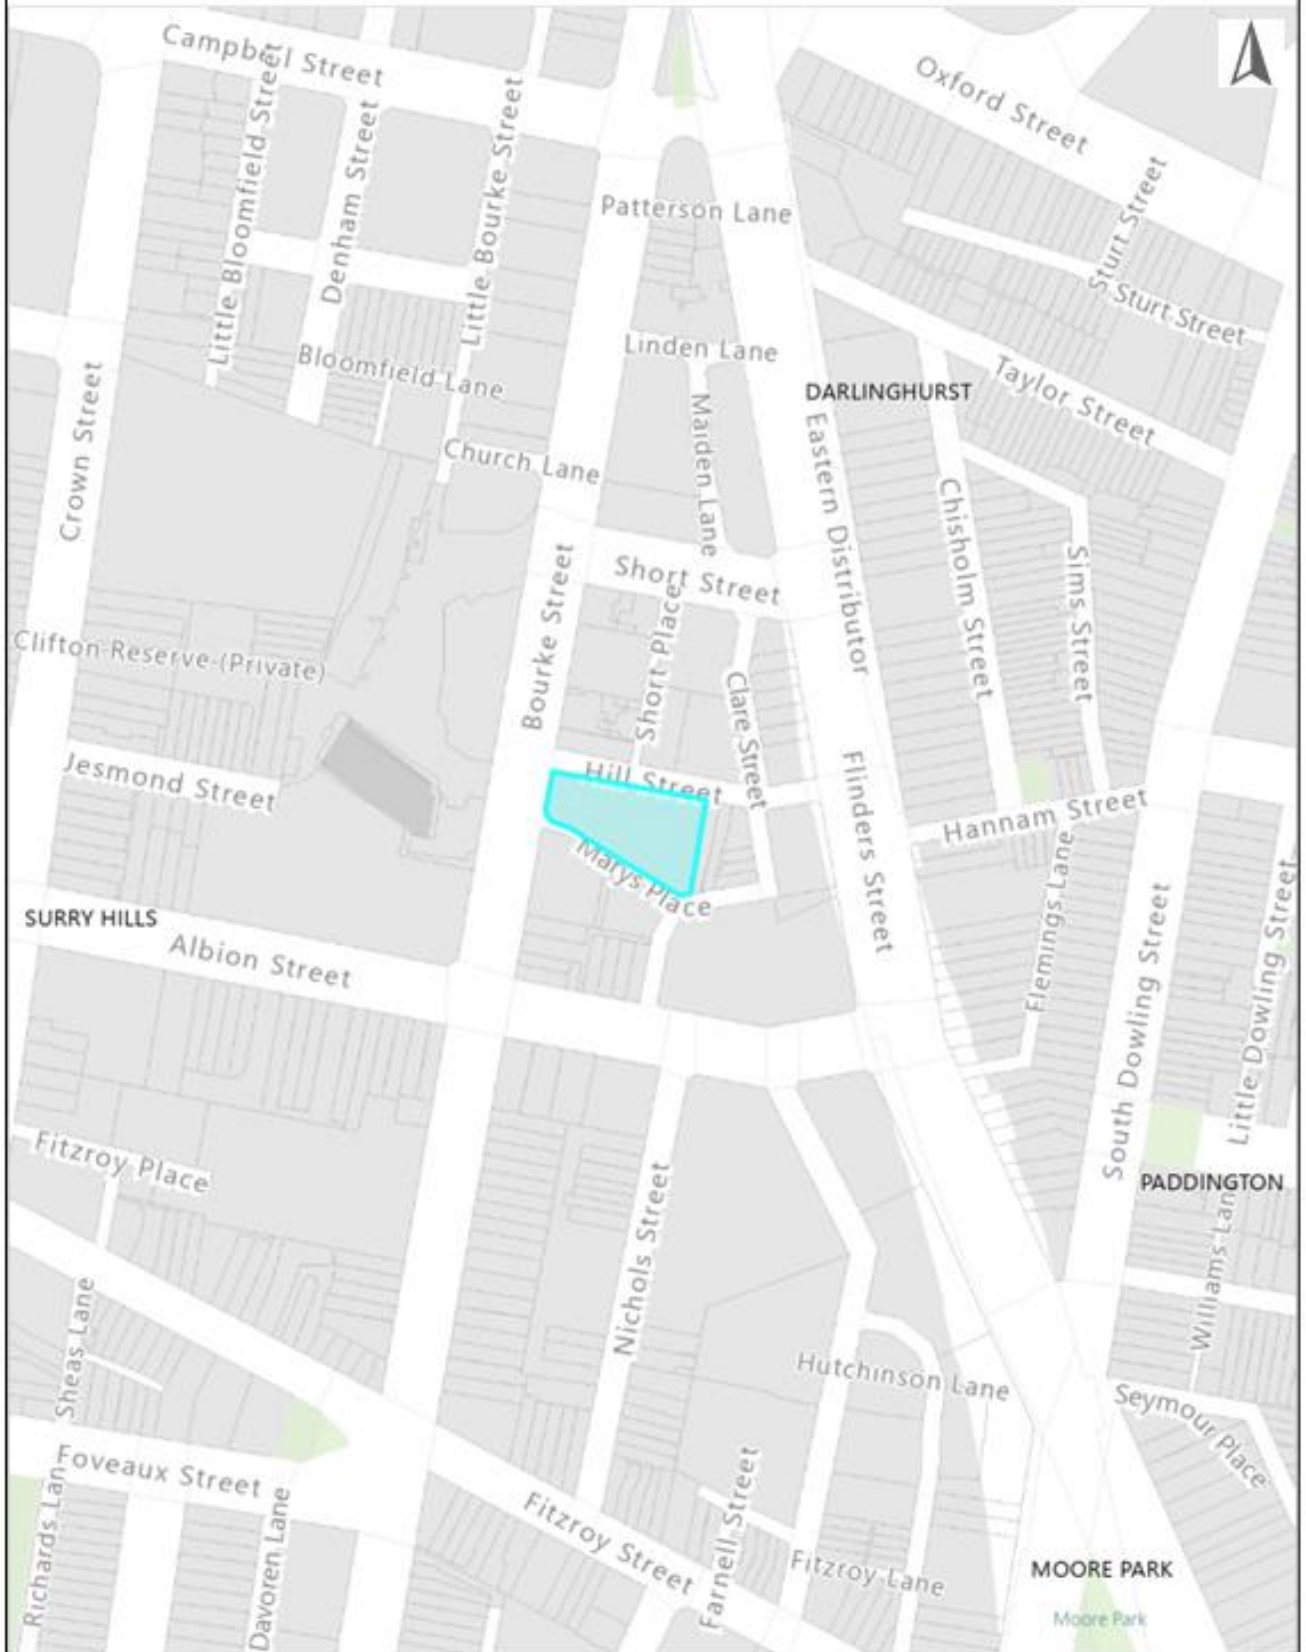 Campbell Street
Oxford Street
Little Bloomfield Street
Denham Street
Little Bourke Street
Patterson Lane
Sturt Street
Sturt Street
Linden Lane
Bloomfield Lane
Taylor Street
DARLINGHURST
Crown Street
Maiden Lane
Eastern Distributor
Church Lane
Chisholm Street
Sims Street
Short Street
Bourke Street
Short Place
Clifton Reserve (Private)
Clare Street
Jesmond Street
Hill Street
Flinders Street
Hannam Street
Marys Place
Flemings Lane
SURRY HILLS
Albion Street
South Dowling Street
Little Dowling Street
Fitzroy Place
PADDINGTON
Nichols Street
Williams Lan
Sheas Lane
Hutchinson Lane
Seymour Place
Foveaux Street
Richards Lan
Davoren Lane
Fitzroy Street
Farnell Street
Fitzroy Lane
MOORE PARK
Moore Park